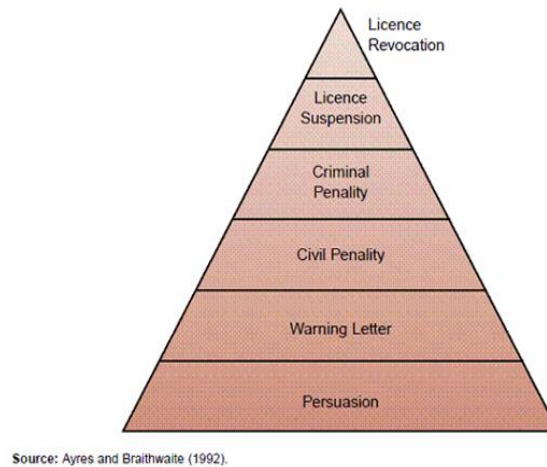 Licence
Revocation
Licence
Suspension
Criminal
Penality
Civil Penality
Warning Letter
Persuasion
Source: Ayres and Braithwaite (1992).